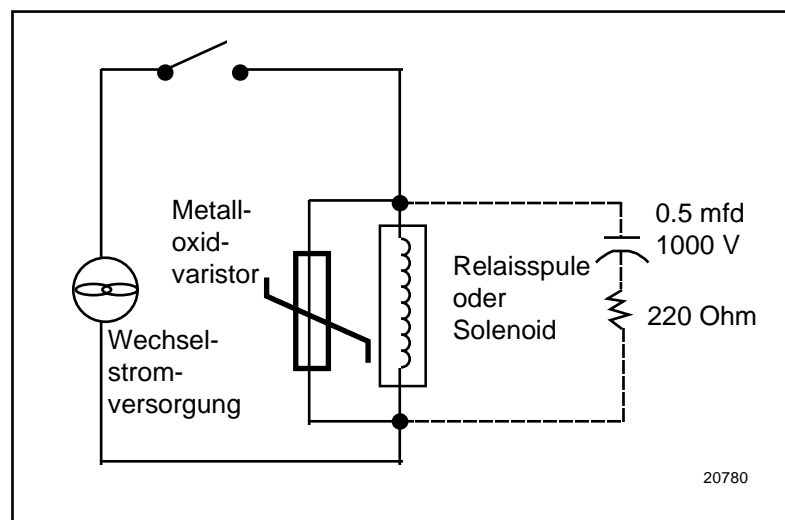 Metall-
oxid-
varistor
Wechsel-
strom-
versorgung
Relaisspule
oder
Solenoid
0.5 mfd
1000 V
220 Ohm
20780